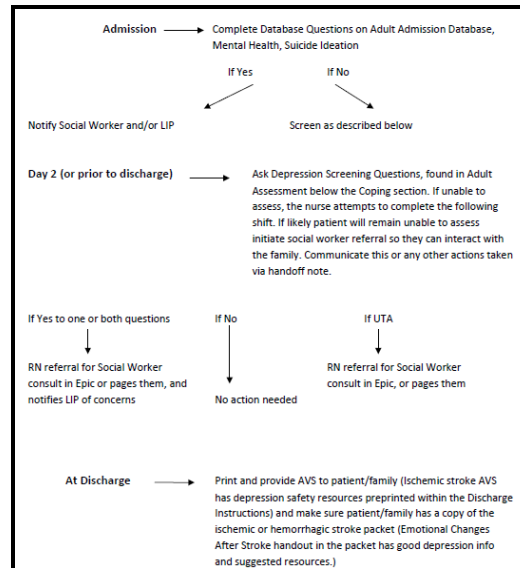 Admission Complete Database Questions on Adult Admission Database,
Mental Health, Suicide Ideation
If Yes If No
Notify Social Worker and/or LIP Screen as described below
Day 2 (or prior to discharge) Ask Depression Screening Questions, found in Adult
Assessment below the Coping section. If unable to
assess, the nurse attempts to complete the following
shift. If likely patient will remain unable to assess
initiate social worker referral so they can interact with
the family. Communicate this or any other actions taken
via handoff note.
If Yes to one or both questions If No If UTA
RN referral for Social Worker
consult in Epic or pages them, and
notifies LIP of concerns
No action needed
RN referral for Social Worker
consult in Epic, or pages them
At Discharge Print and provide AVS to patient/family (Ischemic stroke AVS
has depression safety resources preprinted within the Discharge
Instructions) and make sure patient/family has a copy of the
ischemic or hemorrhagic stroke packet (Emotional Changes
After Stroke handout in the packet has good depression info
and suggested resources.)